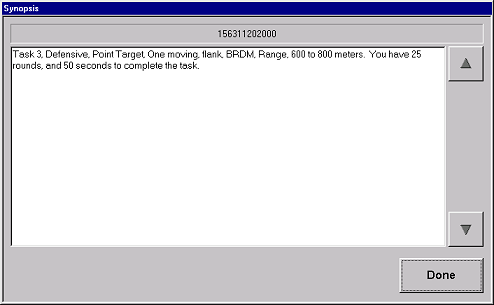 Synopsis
156311202000
Task 3, Defensive, Point Target, One moving, flank, BRDM, Range, 600 to 800 meters.  You have 25
rounds, and 50 seconds to complete the task.
Done